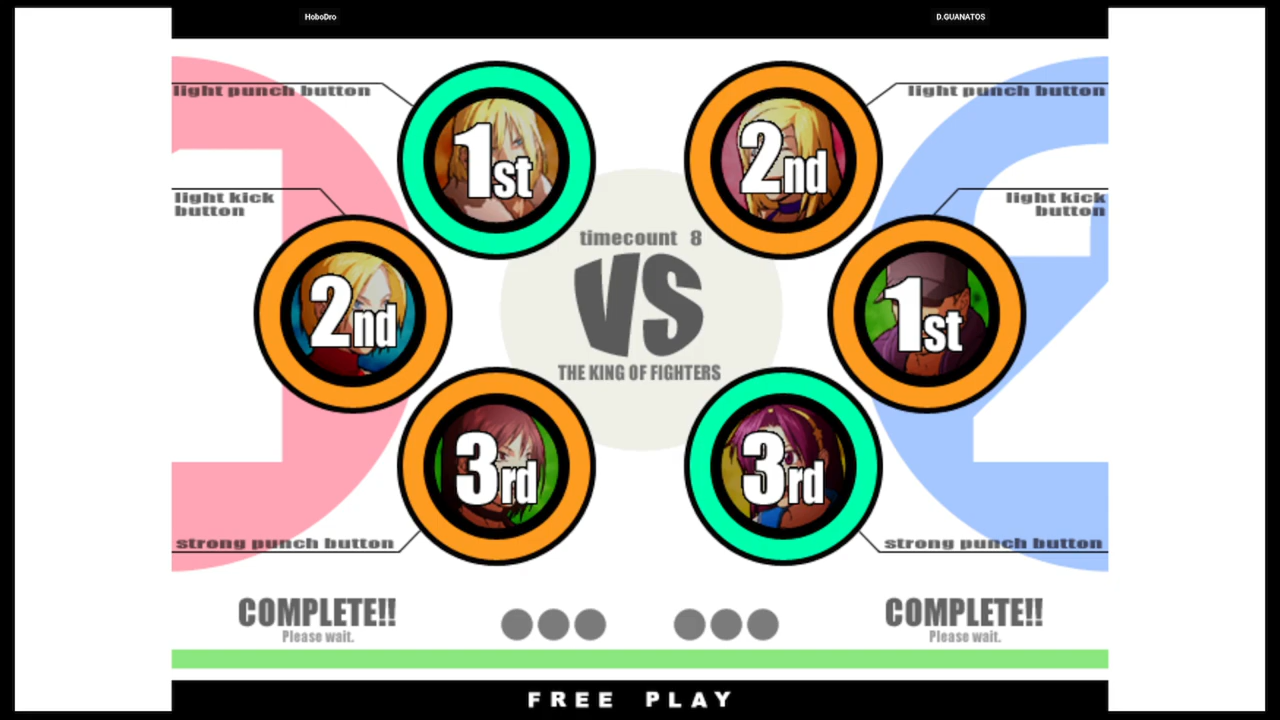 HoboDro
D.GUANATOS
light punch button
1st
2nd
light punch button
light kick
button
light kick
button
timecount 8
VS
THE KING OF FIGHTERS
2nd
1st
3rd
3rd
strong punch button
strong punch button
COMPLETE!!
Please wait.
COMPLETE!!
Please wait.
FREE PLAY